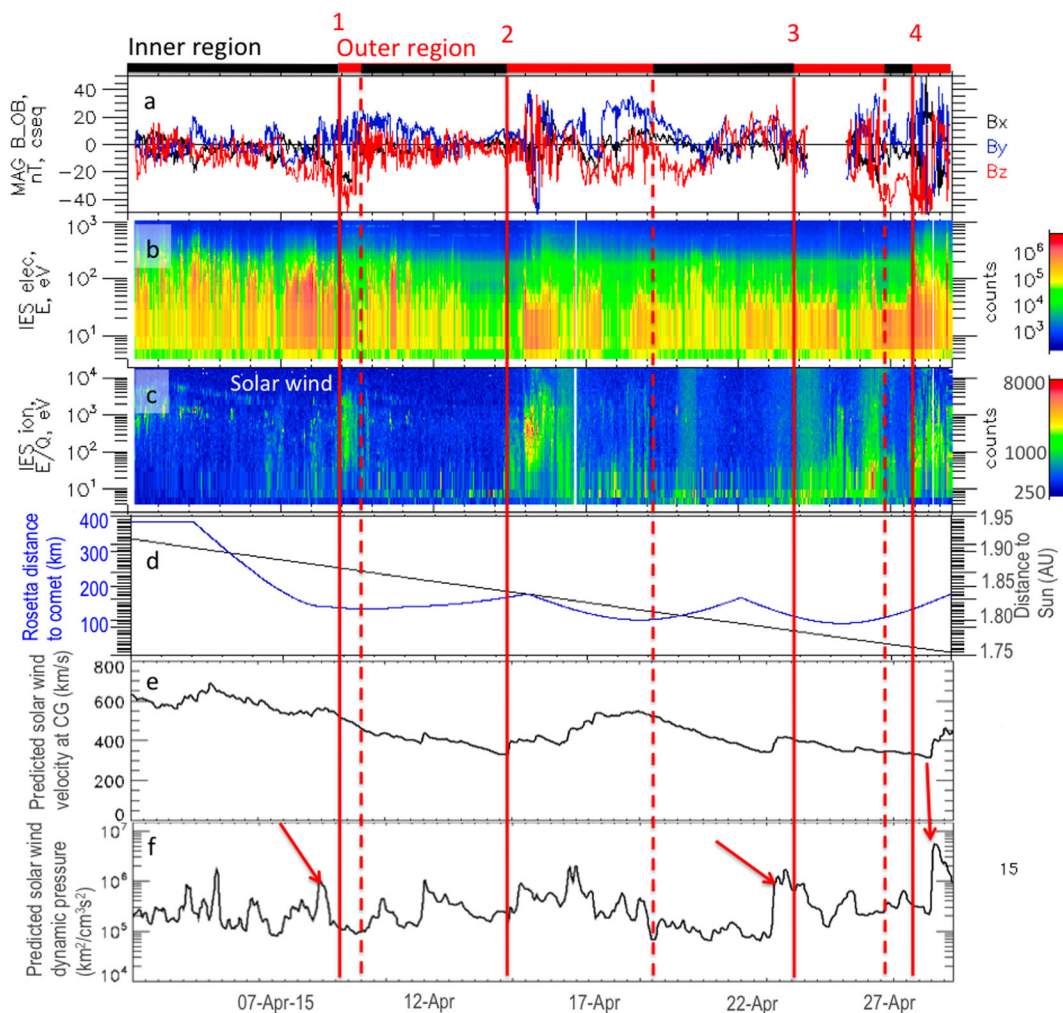 1 2 3 4
Inner region Outer region
a
MAG B_OB,
nT, cseq
40
20
0
−20
−40
Bx
By
Bz
b
IES elec,
E, eV
10³
10²
10¹
counts
10⁶
10⁵
10⁴
10³
c
Solar wind
IES ion,
E/Q, eV
10⁴
10³
10²
10¹
counts
8000
1000
250
d
Rosetta distance
to comet (km)
400
300
200
100
1.95
1.90
1.85
1.80
1.75
Distance to
Sun (AU)
e
Predicted solar wind
velocity at CG (km/s)
800
600
400
200
0
f
Predicted solar wind
dynamic pressure
(km²/cm³s²)
10⁷
10⁶
10⁵
10⁴
15
07-Apr-15 12-Apr 17-Apr 22-Apr 27-Apr